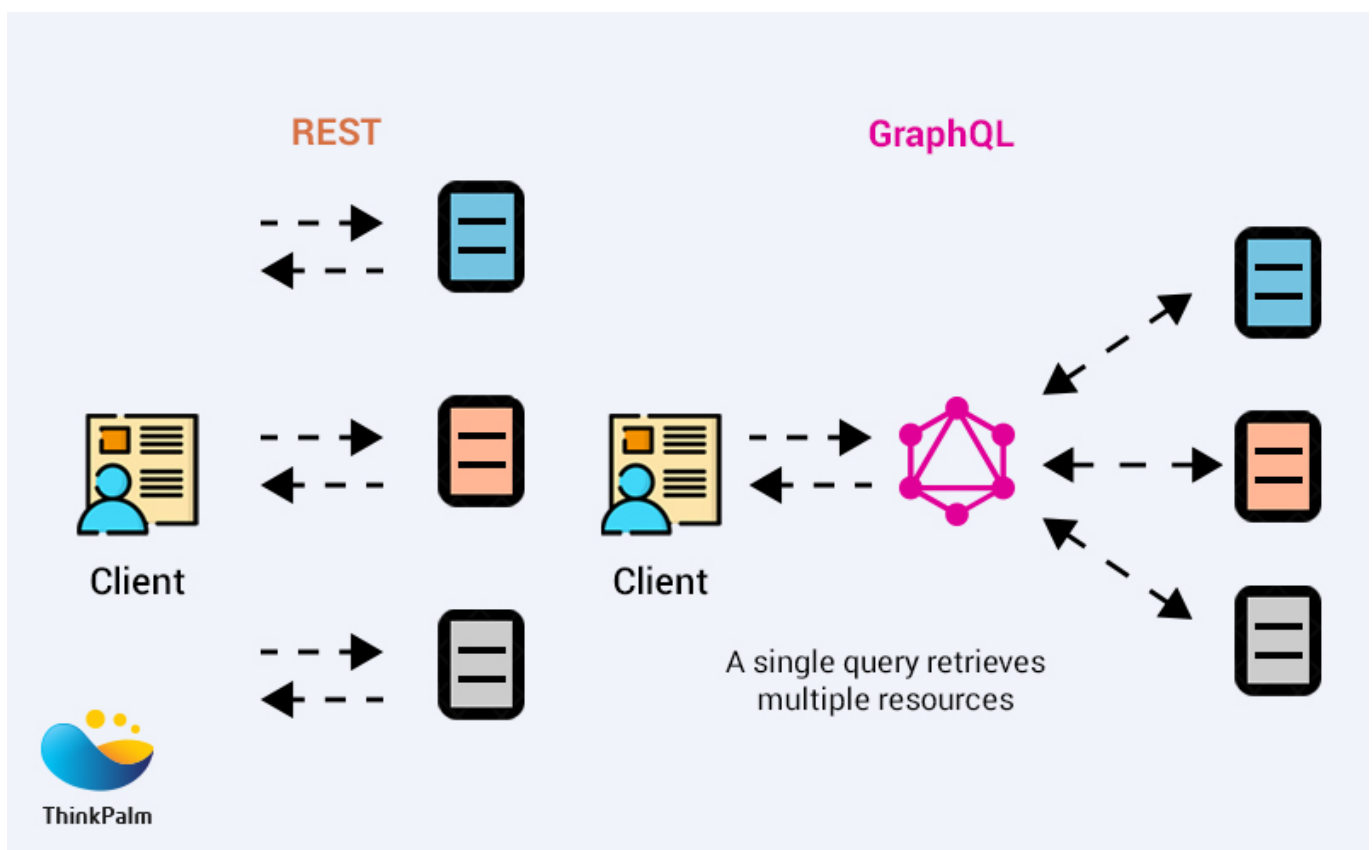 REST
GraphQL
Client
Client
A single query retrieves
multiple resources
ThinkPalm